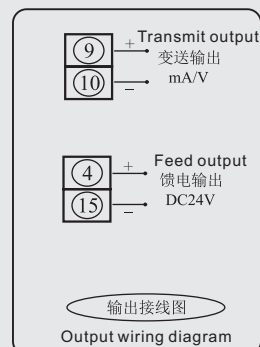 9 + Transmit output
变送输出
10 − mA/V
4 + Feed output
馈电输出
15 − DC24V
输出接线图
Output wiring diagram